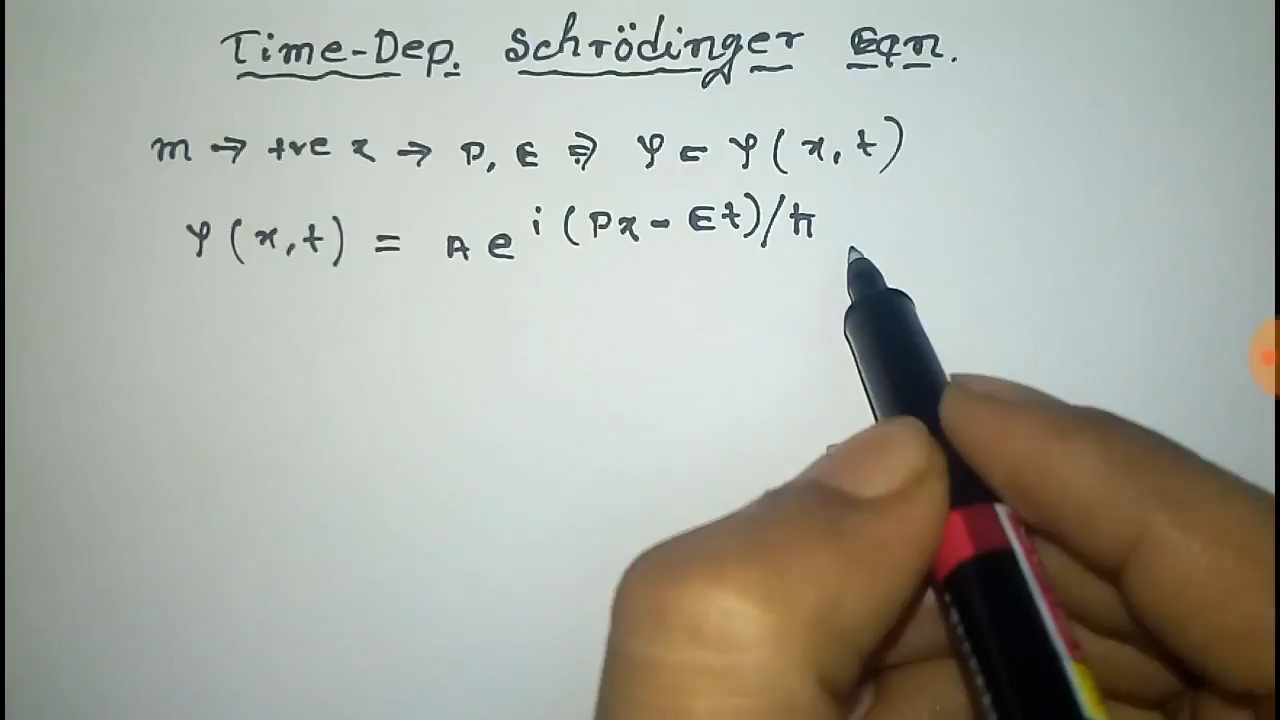 Time-Dep. Schrödinger Eqn.
m → +ve x → P, E ⇒ Ψ = Ψ(x,t)
Ψ(x,t) = A e^i(Px - Et)/ħ